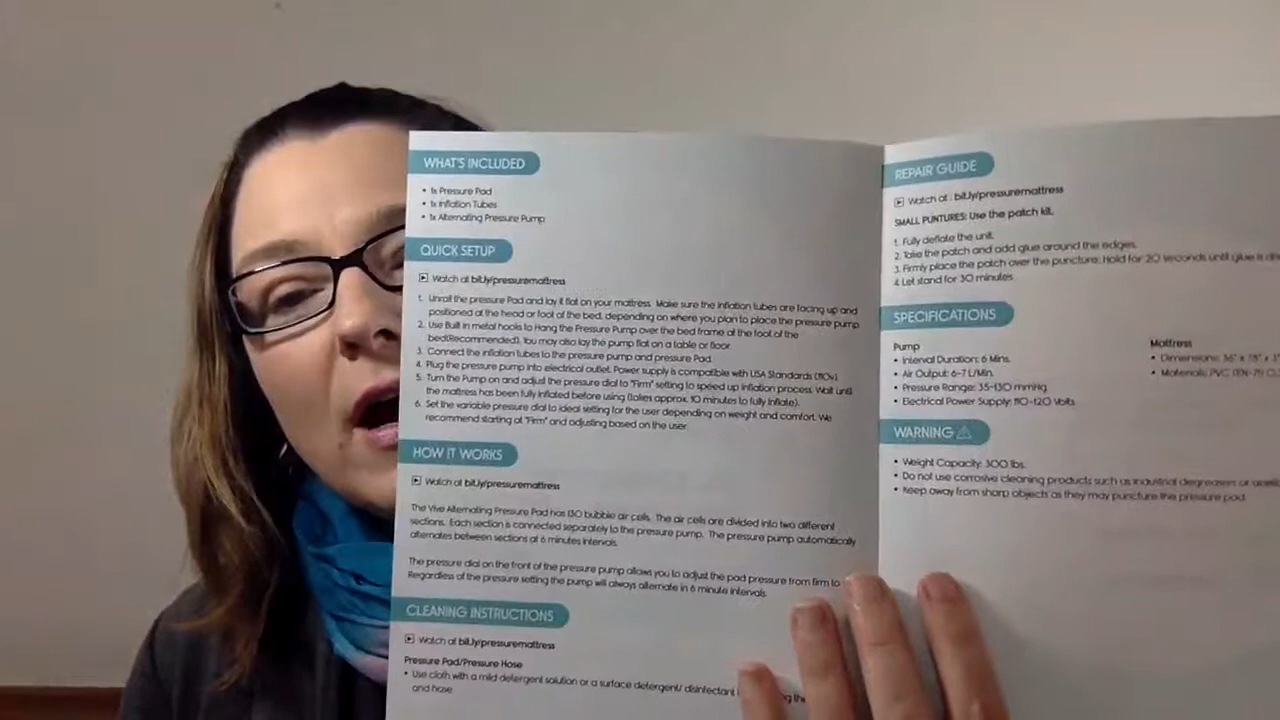 WHAT'S INCLUDED
• 1x Pressure Pad
• 1x Inflation Tubes
• 1x Alternating Pressure Pump
QUICK SETUP
Watch at bit.ly/pressuremattress
1. Unroll the pressure Pad and lay it flat on your mattress. Make sure the inflation tubes are facing up and
positioned at the head or foot of the bed, depending on where you plan to place the pressure pump
2. Use Built in metal hooks to Hang the Pressure Pump over the bed frame at the foot of the
bed(Recommended). You may also lay the pump flat on a table or floor.
3. Connect the inflation tubes to the pressure pump and pressure Pad.
4. Plug the pressure pump into electrical outlet. Power supply is compatible with USA Standards (110v).
5. Turn the Pump on and adjust the pressure dial to "Firm" setting to speed up inflation process. Wait until
the mattress has been fully inflated before using (takes approx. 10 minutes to fully inflate).
6. Set the variable pressure dial to ideal setting for the user depending on weight and comfort. We
recommend starting at "Firm" and adjusting based on the user.
HOW IT WORKS
Watch at bit.ly/pressuremattress
The Vive Alternating Pressure Pad has 130 bubble air cells. The air cells are divided into two different
sections. Each section is connected separately to the pressure pump. The pressure pump automatically
alternates between sections at 6 minutes intervals.
The pressure dial on the front of the pressure pump allows you to adjust the pad pressure from firm to
Regardless of the pressure setting the pump will always alternate in 6 minute intervals.
CLEANING INSTRUCTIONS
Watch at bit.ly/pressuremattress
Pressure Pad/Pressure Hose
• Use cloth with a mild detergent solution or a surface detergent/ disinfectant
and hose
REPAIR GUIDE
Watch at : bit.ly/pressuremattress
SMALL PUNTURES: Use the patch kit.
1. Fully deflate the unit.
2. Take the patch and add glue around the edges.
3. Firmly place the patch over the puncture. Hold for 20 seconds until glue is
4. Let stand for 30 minutes.
SPECIFICATIONS
Pump
• Interval Duration: 6 Mins.
• Air Output: 6-7 L/Min.
• Pressure Range: 35-130 mmHg
• Electrical Power Supply: 110-120 Volts
Mattress
• Dimensions: 36" x 78" x
• Materials: PVC (EN-71)
WARNING
• Weight Capacity: 300 lbs.
• Do not use corrosive cleaning products such as industrial degreasers or
• Keep away from sharp objects as they may puncture the pressure pad.